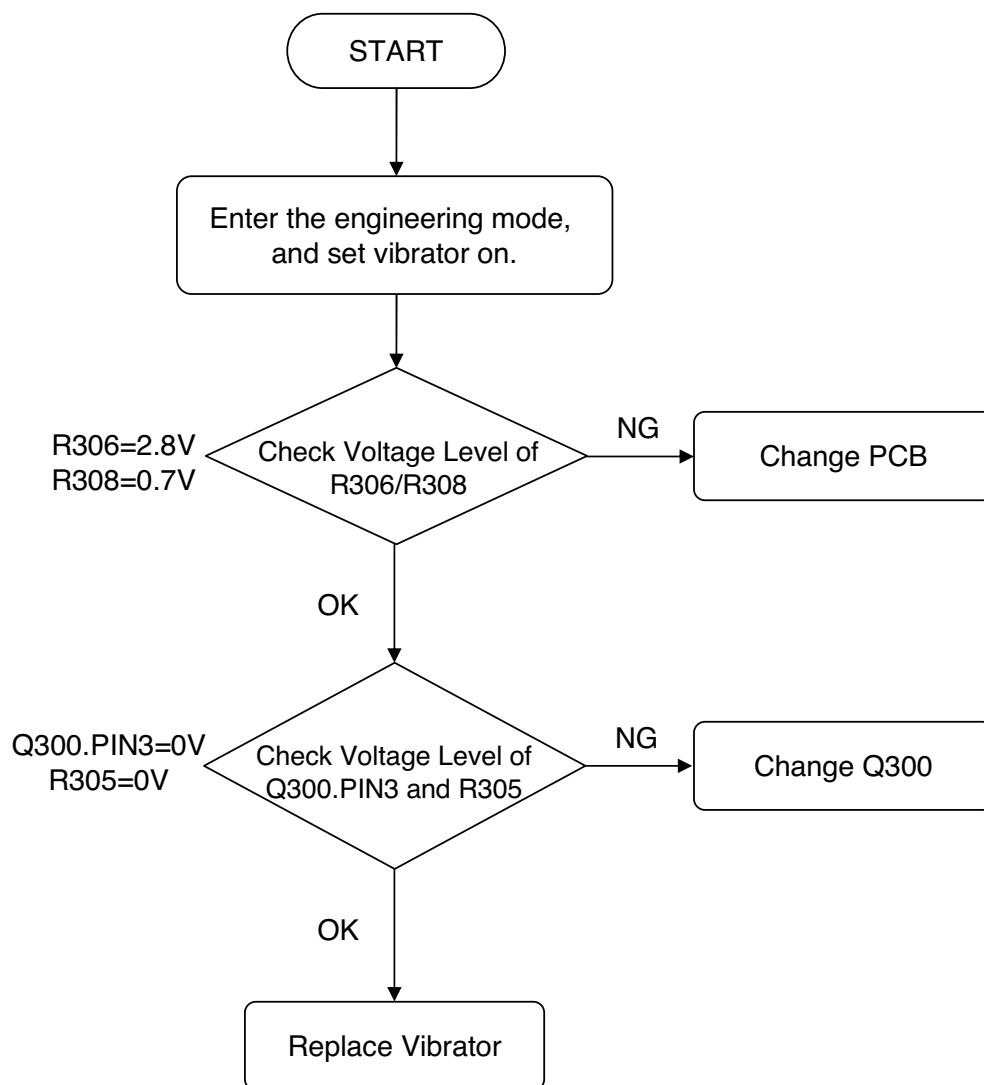 START
Enter the engineering mode,
and set vibrator on.
R306=2.8V
R308=0.7V
Check Voltage Level of
R306/R308
NG
Change PCB
OK
Q300.PIN3=0V
R305=0V
Check Voltage Level of
Q300.PIN3 and R305
NG
Change Q300
OK
Replace Vibrator